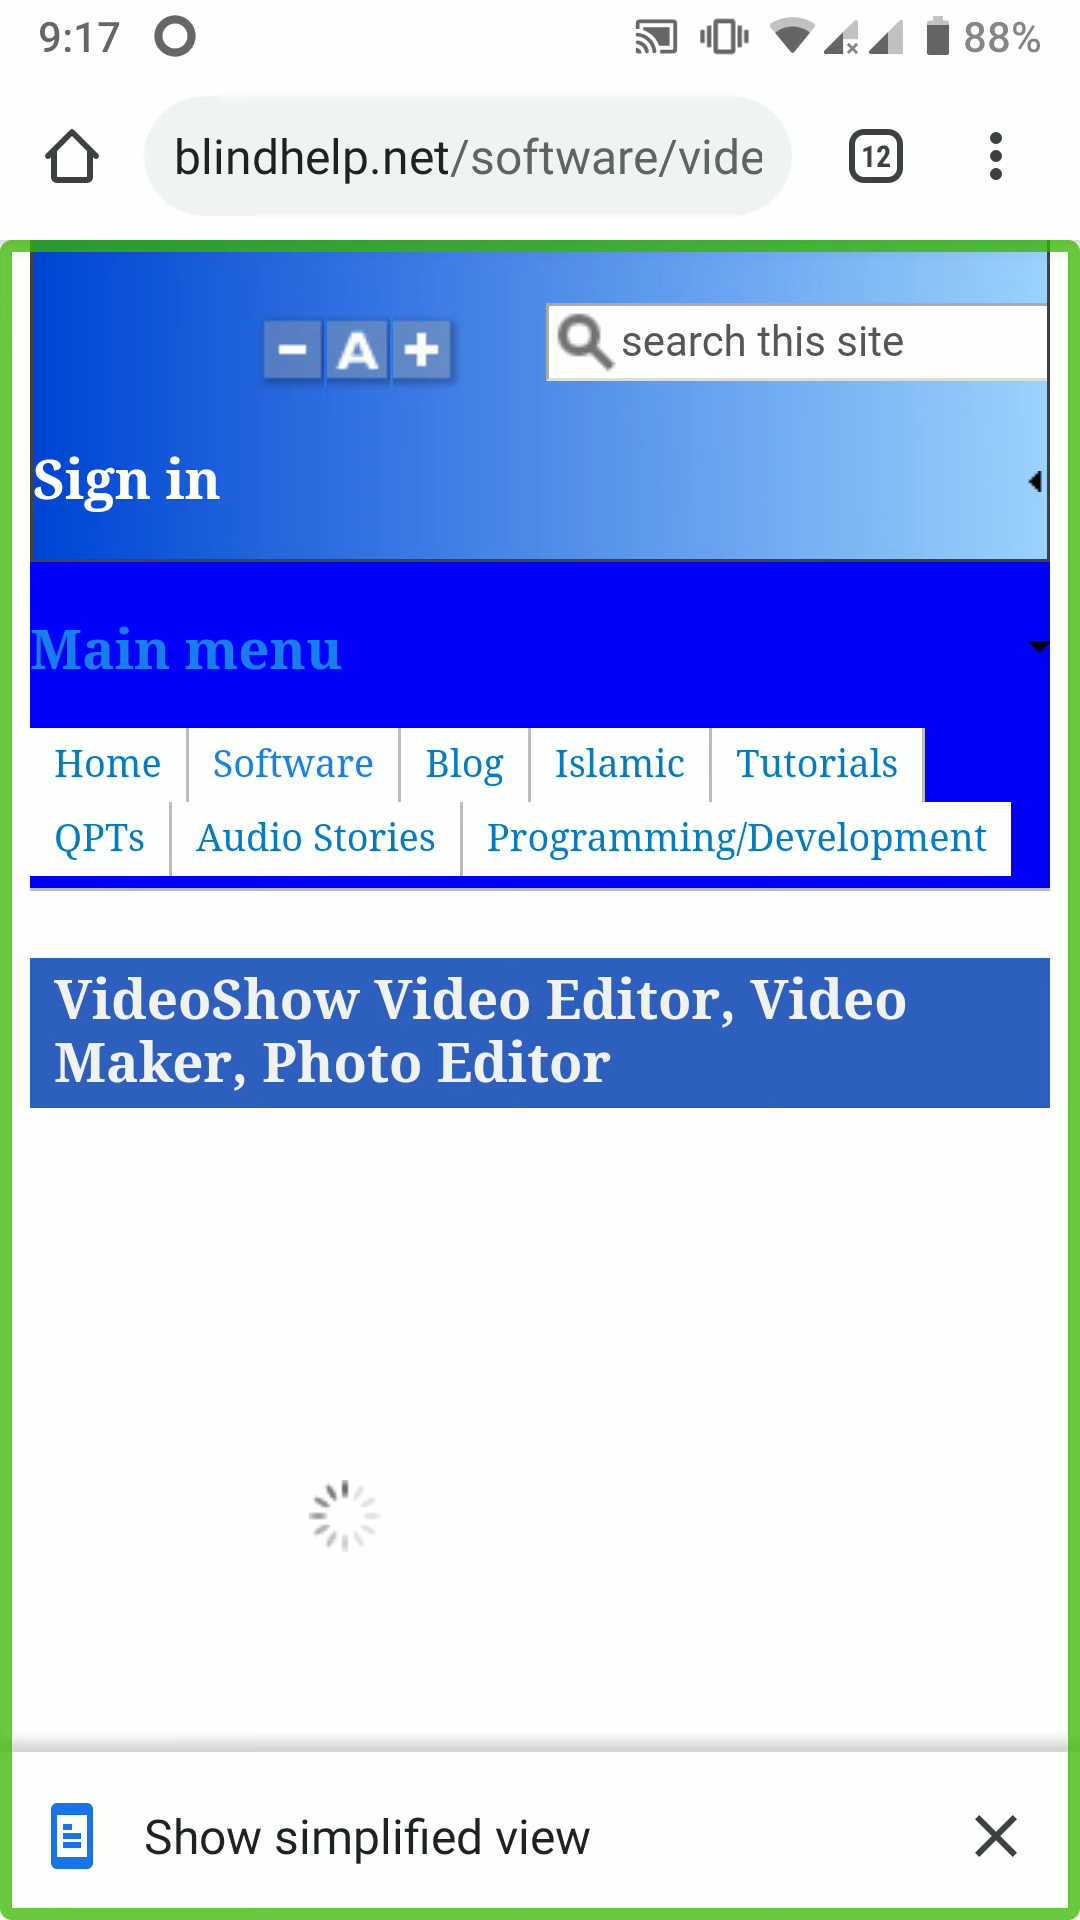 9:17 88%
blindhelp.net/software/vide 12
- A + search this site
Sign in
Main menu
Home Software Blog Islamic Tutorials
QPTs Audio Stories Programming/Development
VideoShow Video Editor, Video
Maker, Photo Editor
Show simplified view